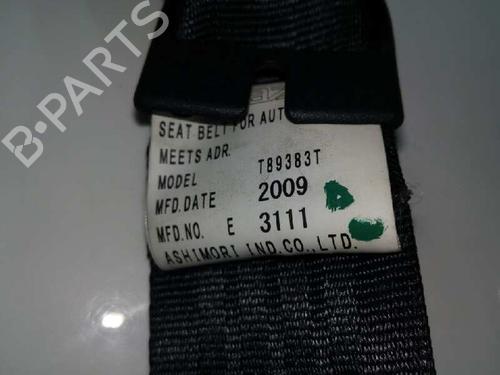 B-PARTS
SEAT BELT FOR AUT
MEETS ADR.
MODEL T89383T
MFD.DATE 2009
MFD.NO. E 3111
ASHIMORI IND.CO.,LTD.